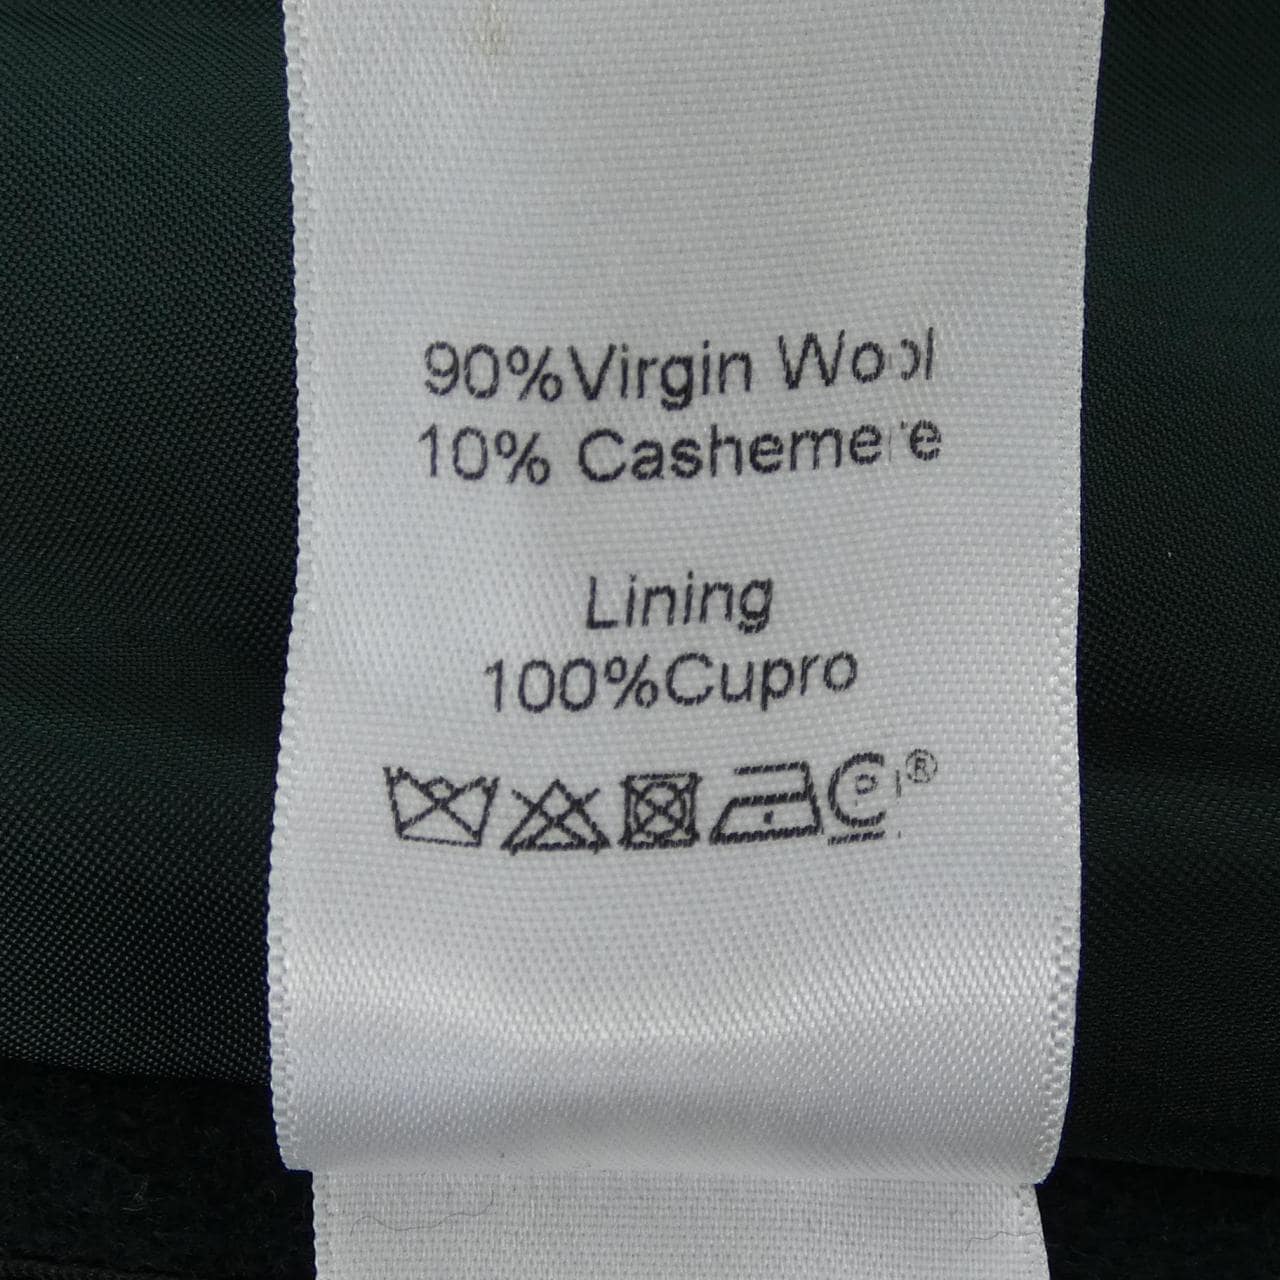 90%Virgin Wool
10% Cashemere
Lining
100%Cupro
P ®